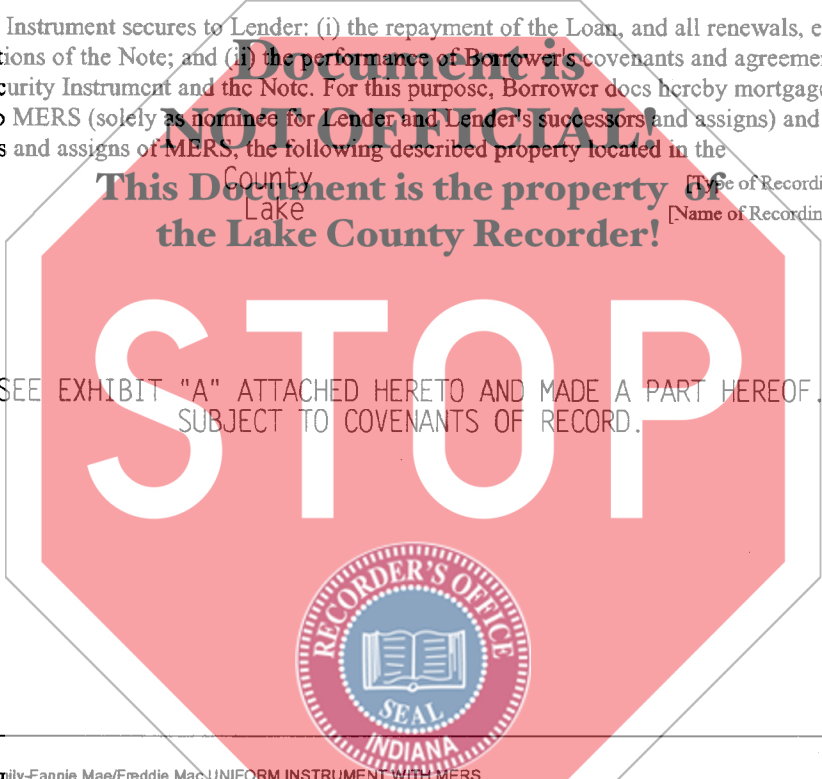 Instrument secures to Lender: (i) the repayment of the Loan, and all renewals, e
tions of the Note; and (ii) the performance of Borrower's covenants and agreemen
curity Instrument and the Note. For this purpose, Borrower does hereby mortgage
o MERS (solely as nominee for Lender and Lender's successors and assigns) and
s and assigns of MERS, the following described property located in the
County [Type of Recordi
Lake [Name of Recordin
Document is
NOT OFFICIAL!
This Document is the property of
the Lake County Recorder!
STOP
SEE EXHIBIT "A" ATTACHED HERETO AND MADE A PART HEREOF.
SUBJECT TO COVENANTS OF RECORD.
RECORDER'S OFFICE
SEAL
INDIANA
mily-Fannie Mae/Freddie Mac UNIFORM INSTRUMENT WITH MERS